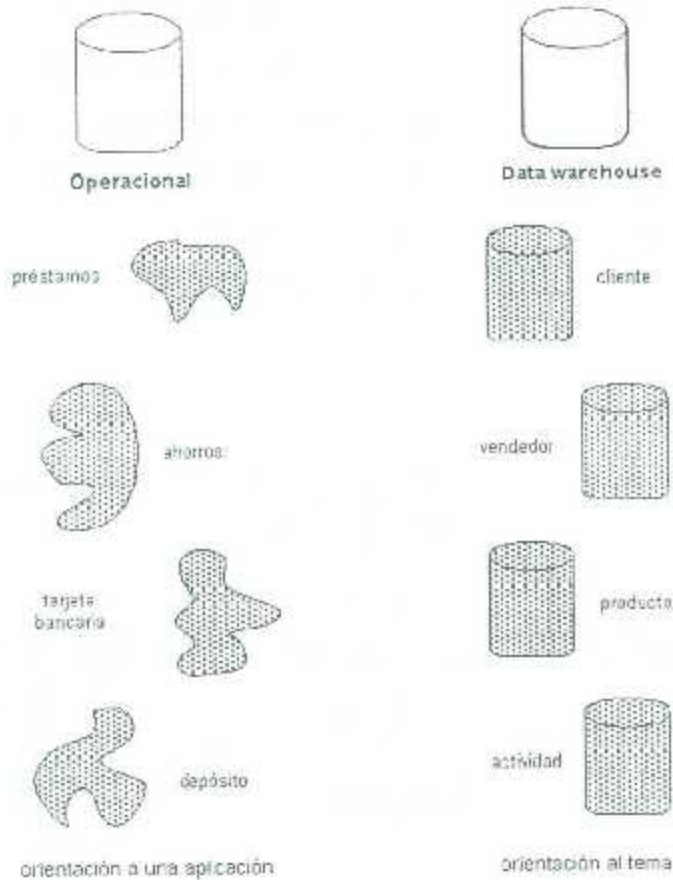 Operacional
Data warehouse
préstamos
cliente
ahorros
vendedor
tarjeta
bancaria
producto
depósito
actividad
orientación a una aplicación
orientación al tema